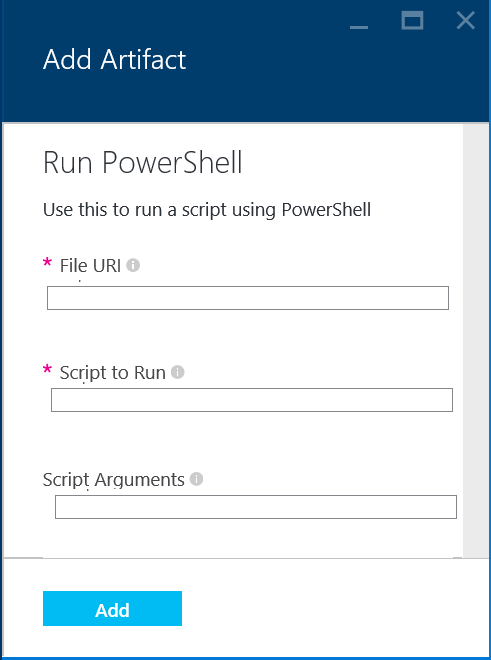 Add Artifact
Run PowerShell
Use this to run a script using PowerShell
* File URI
* Script to Run
Script Arguments
Add